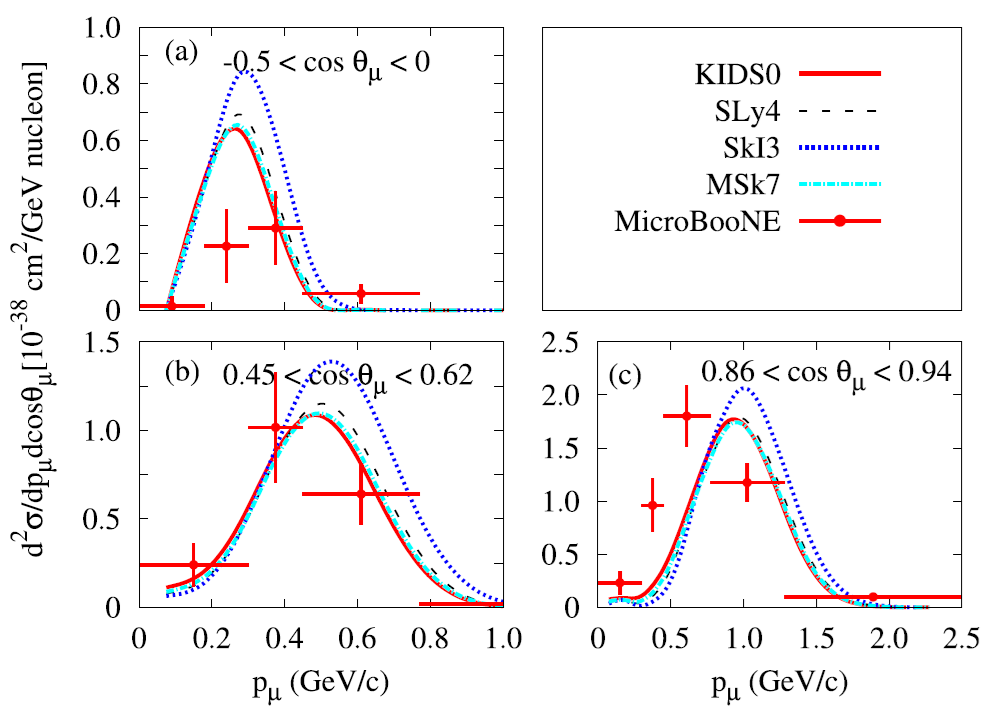 d²σ/dp_μdcosθ_μ[10⁻³⁸ cm²/GeV nucleon]
(a) -0.5 < cos θ_μ < 0
1.0
0.8
0.6
0.4
0.2
0
KIDS0
SLy4
SkI3
MSk7
MicroBooNE
(b) 0.45 < cos θ_μ < 0.62
1.5
1.0
0.5
0
0 0.2 0.4 0.6 0.8 1.0
p_μ (GeV/c)
(c) 0.86 < cos θ_μ < 0.94
2.5
2.0
1.5
1.0
0.5
0
0 0.5 1.0 1.5 2.0 2.5
p_μ (GeV/c)